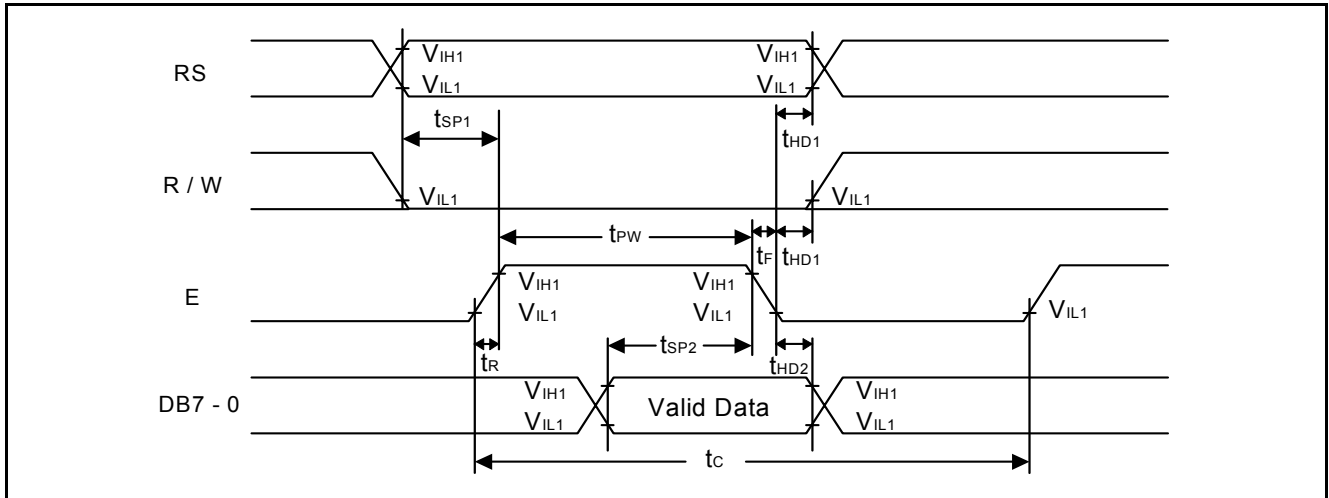 RS
VIH1
VIL1
VIH1
VIL1
tSP1
tHD1
R / W
VIL1
VIL1
tPW
tF
tHD1
E
VIH1
VIL1
VIH1
VIL1
VIL1
tR
tSP2
tHD2
DB7 - 0
VIH1
VIL1
Valid Data
VIH1
VIL1
tC